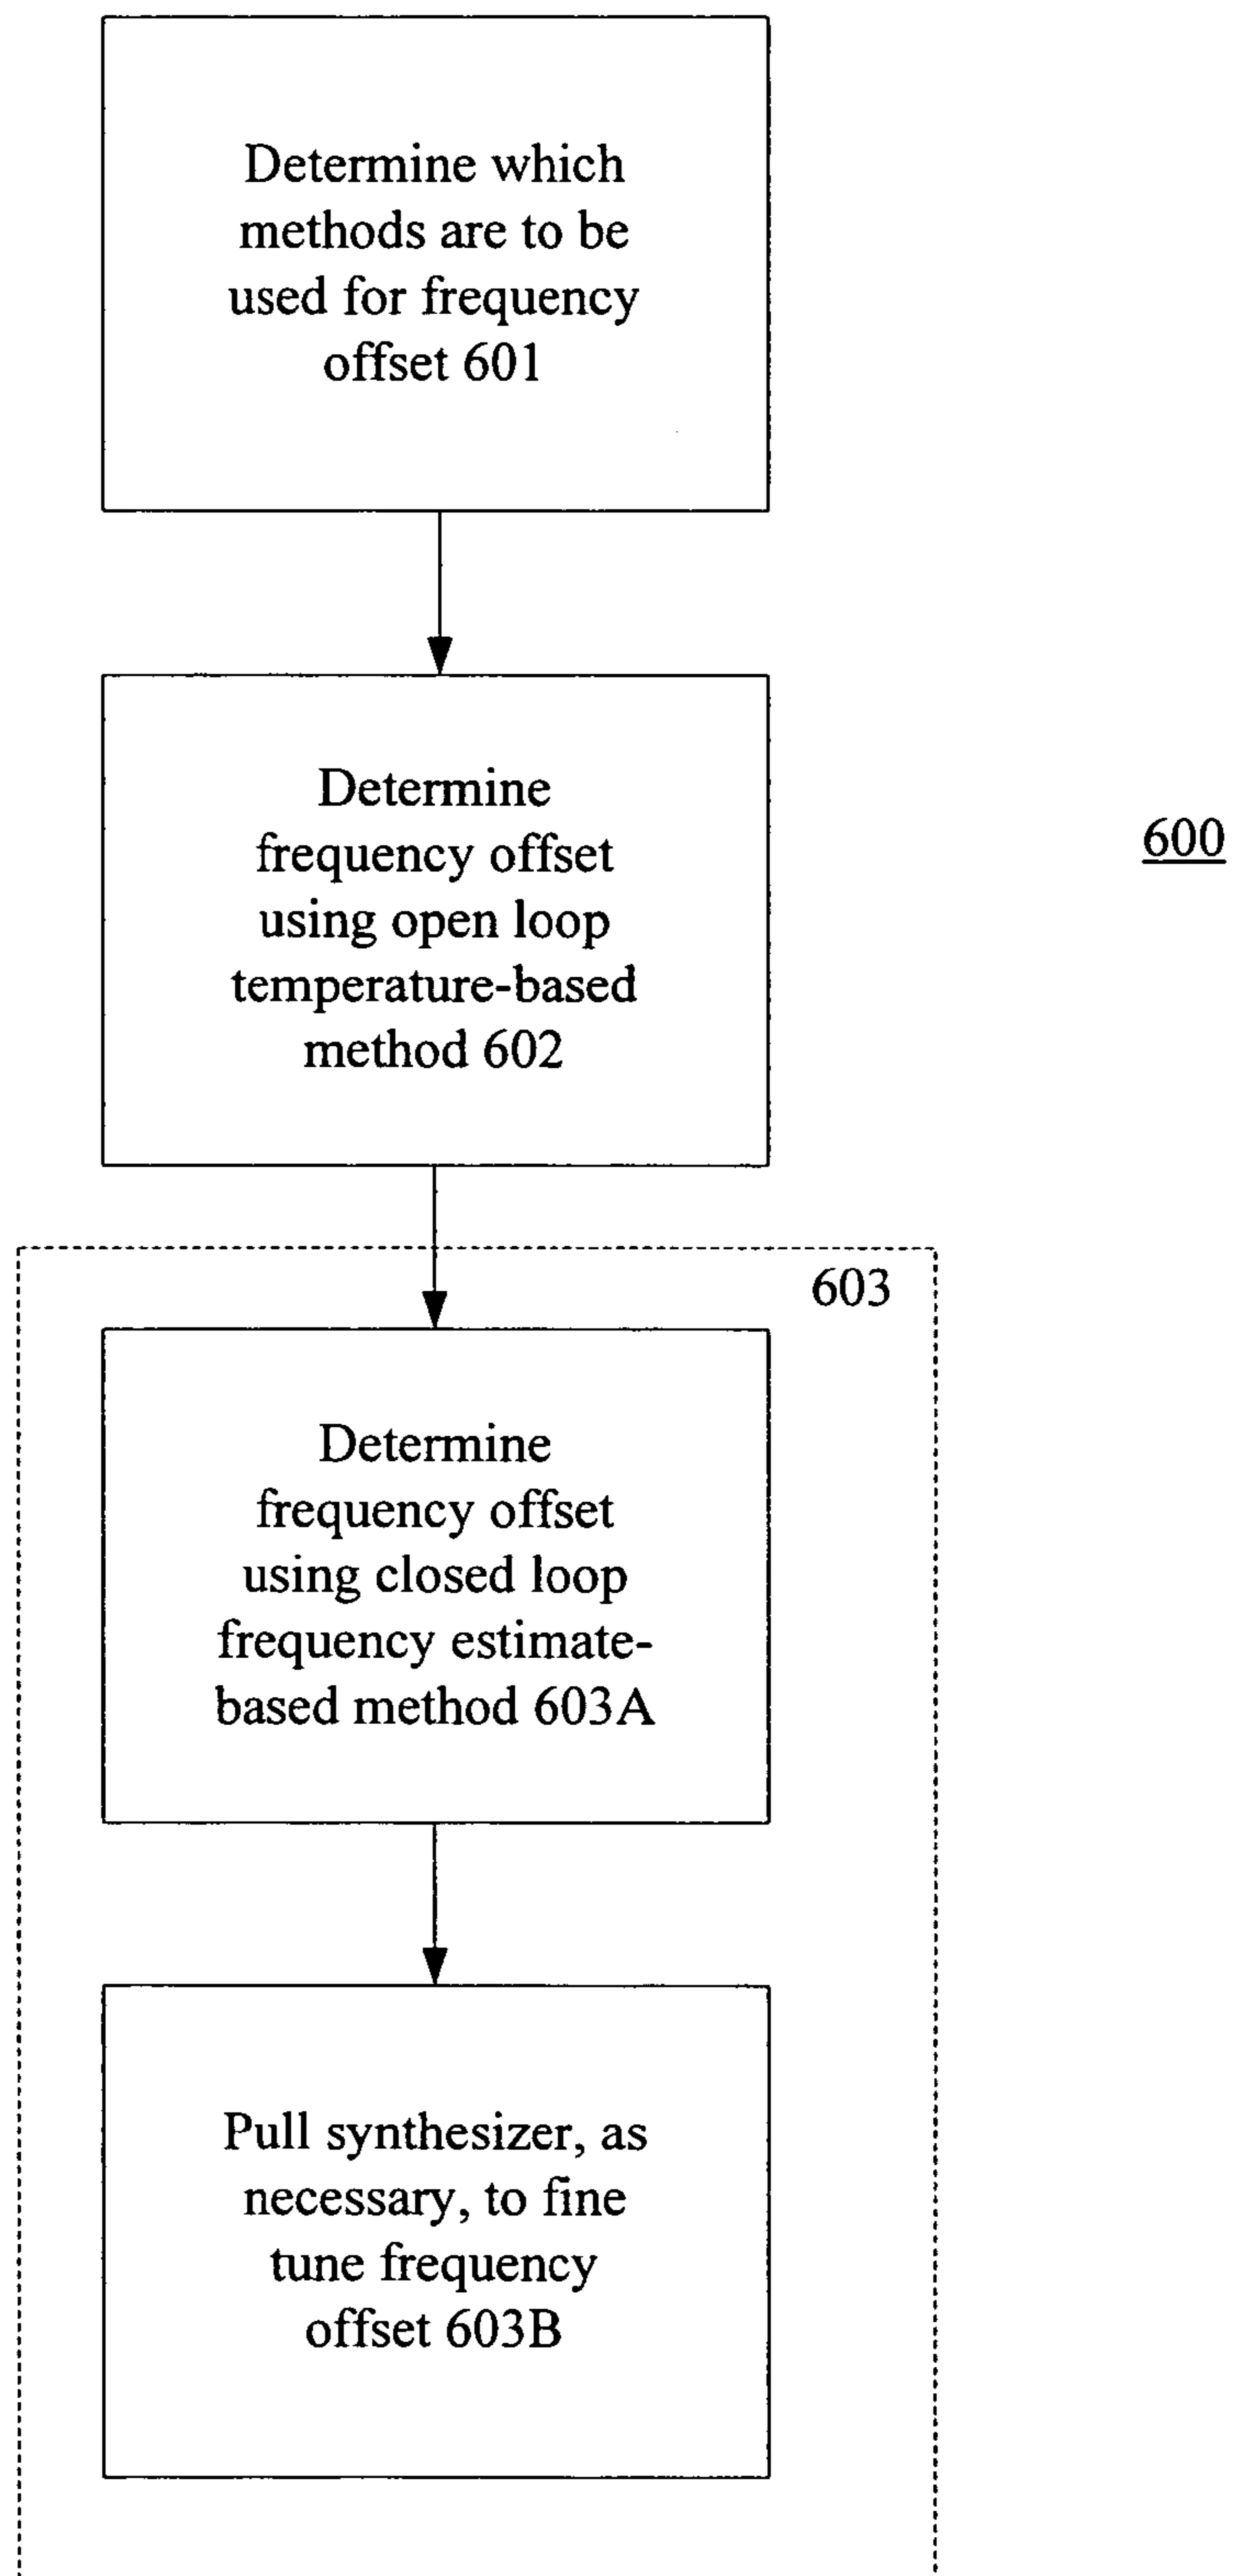 Determine which
methods are to be
used for frequency
offset 601
Determine
frequency offset
using open loop
temperature-based
method 602
600
603
Determine
frequency offset
using closed loop
frequency estimate-
based method 603A
Pull synthesizer, as
necessary, to fine
tune frequency
offset 603B